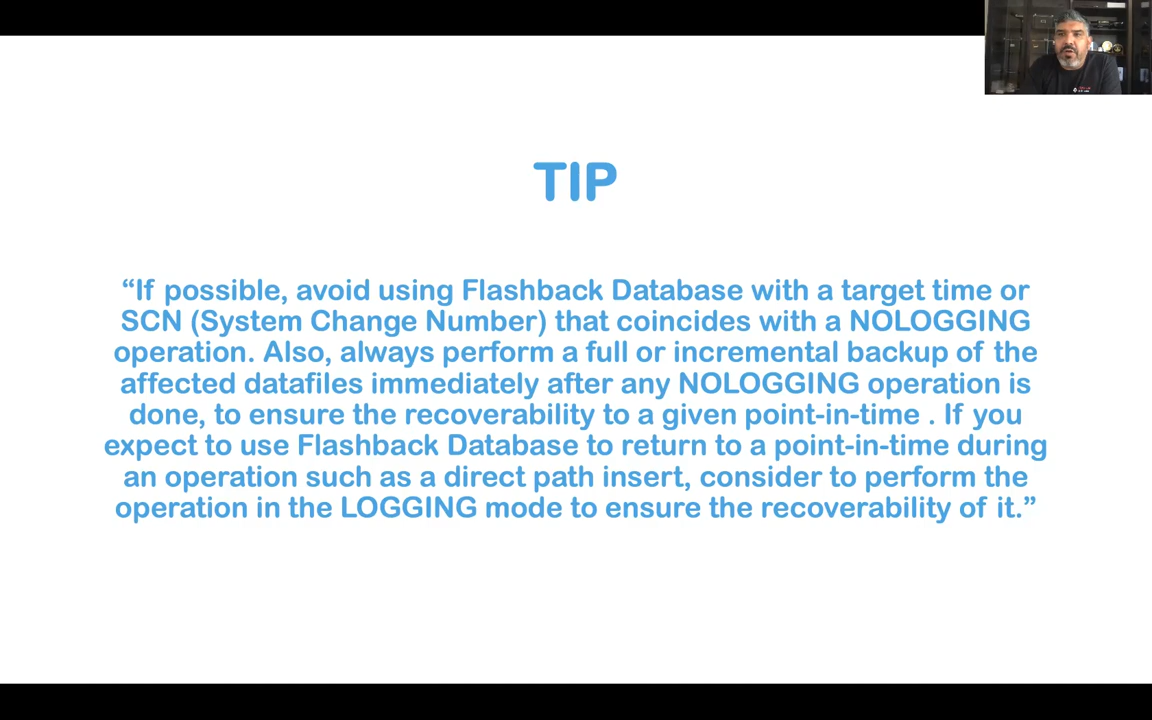 TIP
“If possible, avoid using Flashback Database with a target time or
SCN (System Change Number) that coincides with a NOLOGGING
operation. Also, always perform a full or incremental backup of the
affected datafiles immediately after any NOLOGGING operation is
done, to ensure the recoverability to a given point-in-time . If you
expect to use Flashback Database to return to a point-in-time during
an operation such as a direct path insert, consider to perform the
operation in the LOGGING mode to ensure the recoverability of it.”